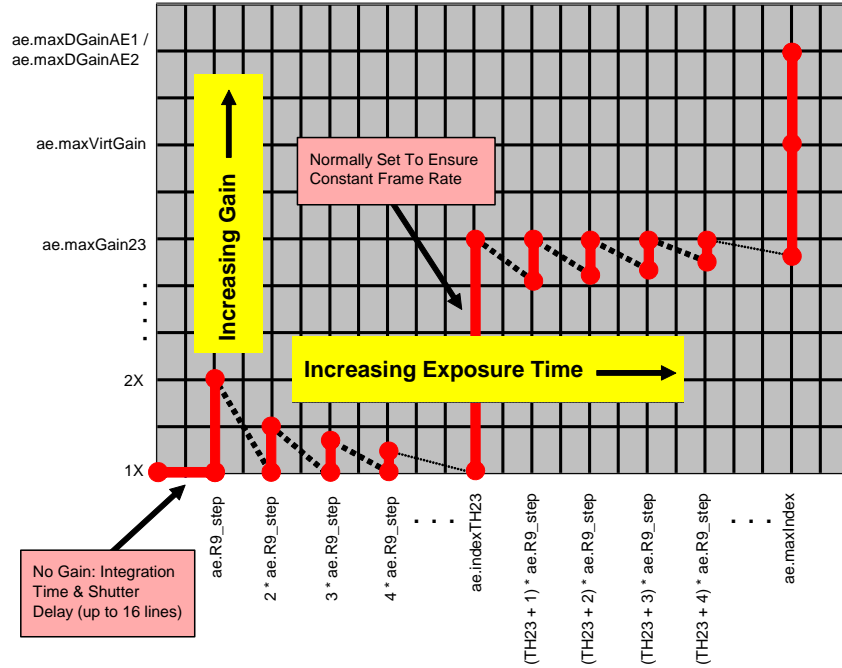 ae.maxDGainAE1 /
ae.maxDGainAE2
ae.maxVirtGain
ae.maxGain23
. . . .
2X
1X
Increasing Gain
Normally Set To Ensure
Constant Frame Rate
Increasing Exposure Time
No Gain: Integration
Time & Shutter
Delay (up to 16 lines)
ae.R9_step
2 * ae.R9_step
3 * ae.R9_step
4 * ae.R9_step
. . .
ae.indexTH23
(TH23 + 1) * ae.R9_step
(TH23 + 2) * ae.R9_step
(TH23 + 3) * ae.R9_step
(TH23 + 4) * ae.R9_step
. . .
ae.maxIndex